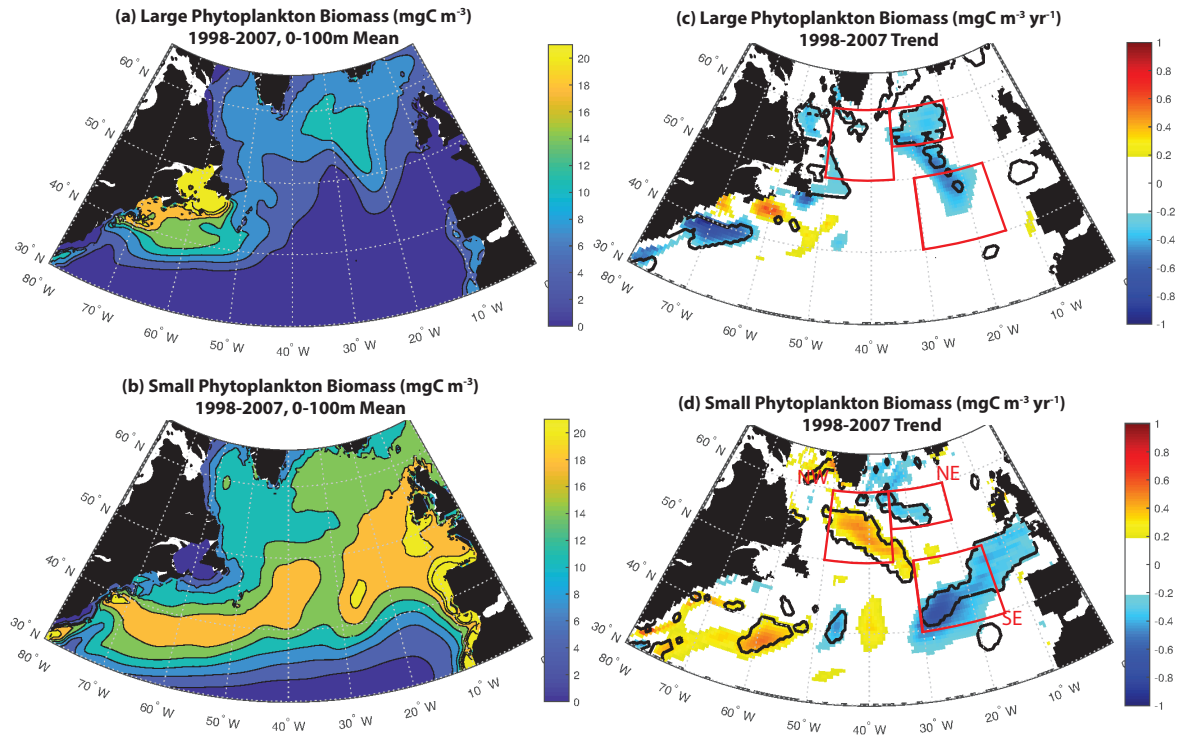 (a) Large Phytoplankton Biomass (mgC m-3)
1998-2007, 0-100m Mean
60° N
50° N
40° N
30° N
80° W
70° W
60° W
50° W
40° W
30° W
20° W
10° W
20
18
16
14
12
10
8
6
4
2
0
(c) Large Phytoplankton Biomass (mgC m-3 yr-1)
1998-2007 Trend
60° N
50° N
40° N
30° N
80° W
70° W
60° W
50° W
40° W
30° W
20° W
10° W
1
0.8
0.6
0.4
0.2
0
-0.2
-0.4
-0.6
-0.8
-1
(b) Small Phytoplankton Biomass (mgC m-3)
1998-2007, 0-100m Mean
60° N
50° N
40° N
30° N
80° W
70° W
60° W
50° W
40° W
30° W
20° W
10° W
20
18
16
14
12
10
8
6
4
2
0
(d) Small Phytoplankton Biomass (mgC m-3 yr-1)
1998-2007 Trend
NW
NE
SE
60° N
50° N
40° N
30° N
80° W
70° W
60° W
50° W
40° W
30° W
20° W
10° W
1
0.8
0.6
0.4
0.2
0
-0.2
-0.4
-0.6
-0.8
-1